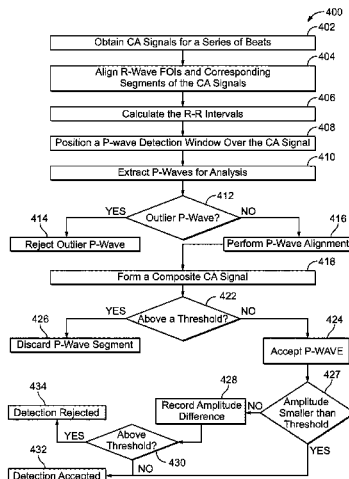 400
402
Obtain CA Signals for a Series of Beats
404
Align R-Wave FOIs and Corresponding
Segments of the CA Signals
406
Calculate the R-R Intervals
408
Position a P-wave Detection Window Over the CA Signal
410
Extract P-Waves for Analysis
412
414
YES
Outlier P-Wave?
NO
416
Reject Outlier P-Wave
Perform P-Wave Alignment
418
Form a Composite CA Signal
422
YES
Above a Threshold?
NO
424
426
Discard P-Wave Segment
Accept P-WAVE
427
434
428
Detection Rejected
Record Amplitude
Difference
NO
Amplitude
Smaller than
Threshold
YES
Above
Threshold?
430
432
NO
YES
Detection Accepted